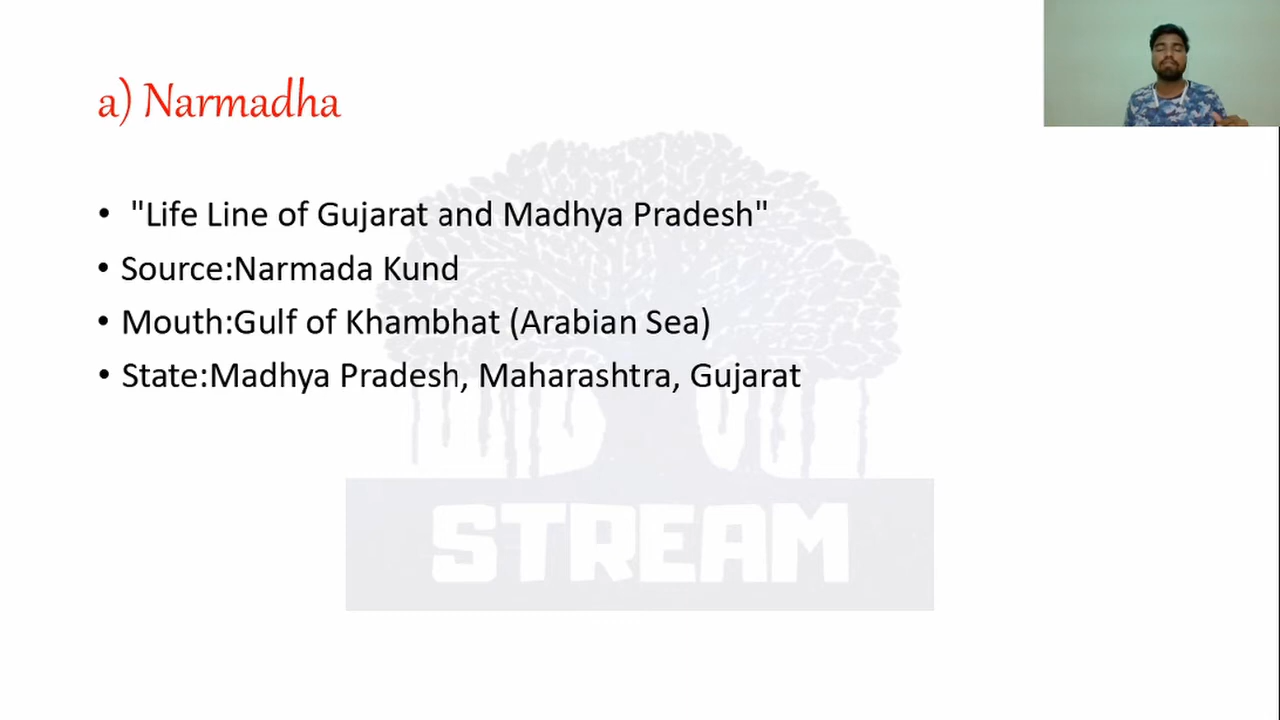 a) Narmadha
• "Life Line of Gujarat and Madhya Pradesh"
• Source:Narmada Kund
• Mouth:Gulf of Khambhat (Arabian Sea)
• State:Madhya Pradesh, Maharashtra, Gujarat
STREAM